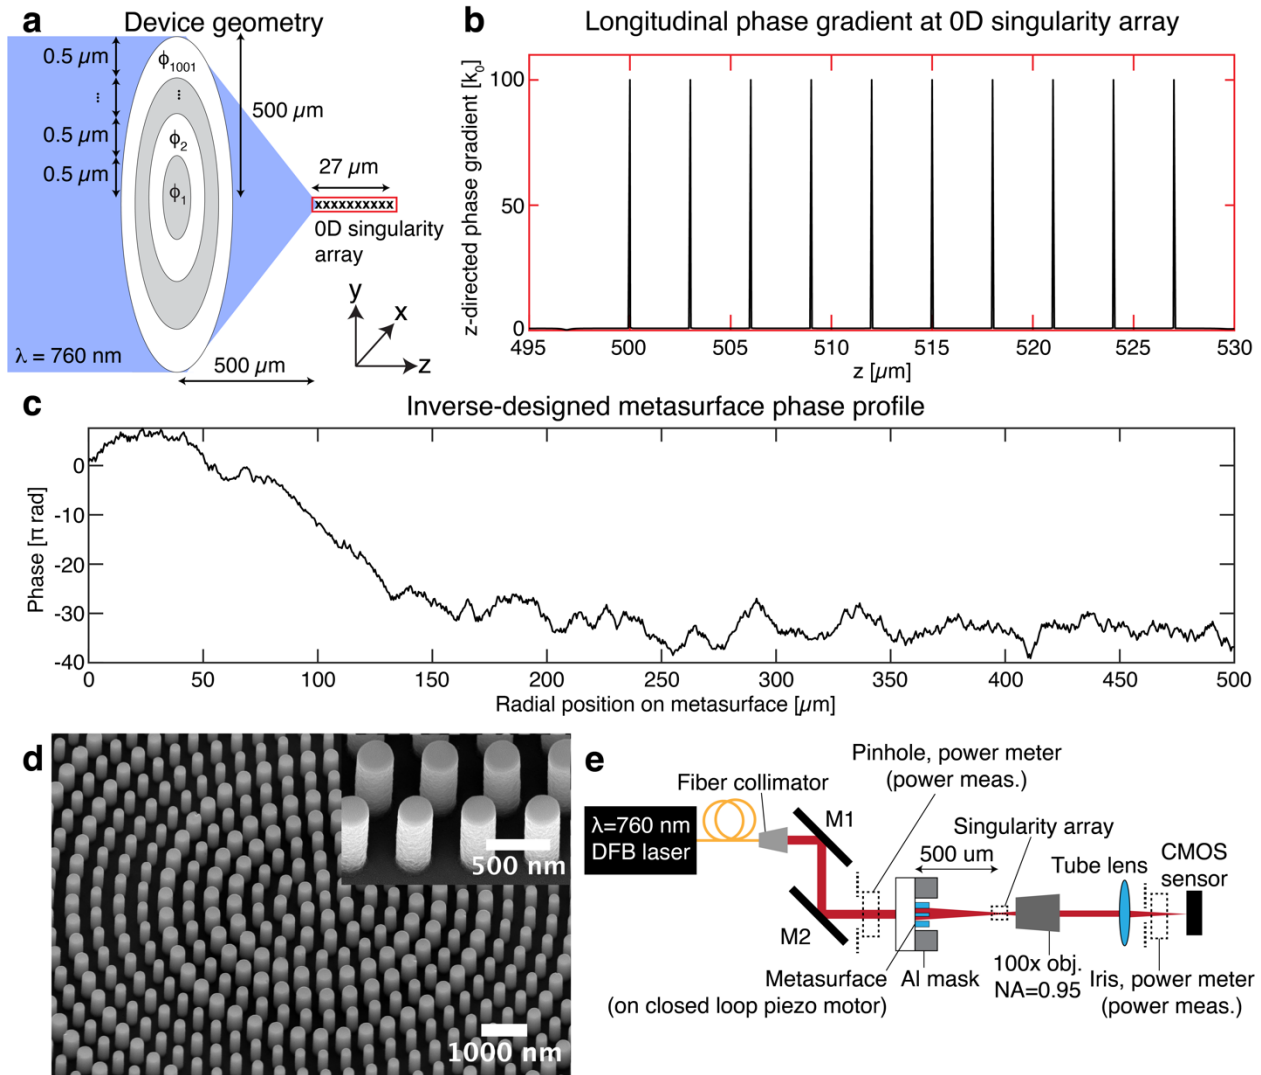 a
Device geometry
0.5 µm
ϕ1001
...
...
0.5 µm
ϕ2
0.5 µm
ϕ1
500 µm
27 µm
xxxxxxxxxx
0D singularity
array
y
x
z
λ = 760 nm
500 µm
b
Longitudinal phase gradient at 0D singularity array
z-directed phase gradient [k0]
100
50
0
495 500 505 510 515 520 525 530
z [µm]
c
Inverse-designed metasurface phase profile
Phase [π rad]
0
-10
-20
-30
-40
0 50 100 150 200 250 300 350 400 450 500
Radial position on metasurface [µm]
d
500 nm
1000 nm
e
Pinhole, power meter
(power meas.)
Fiber collimator
λ=760 nm
DFB laser
M1
M2
Singularity array
500 um
Tube lens
CMOS
sensor
Metasurface
(on closed loop piezo motor)
Al mask
100x obj.
NA=0.95
Iris, power meter
(power meas.)